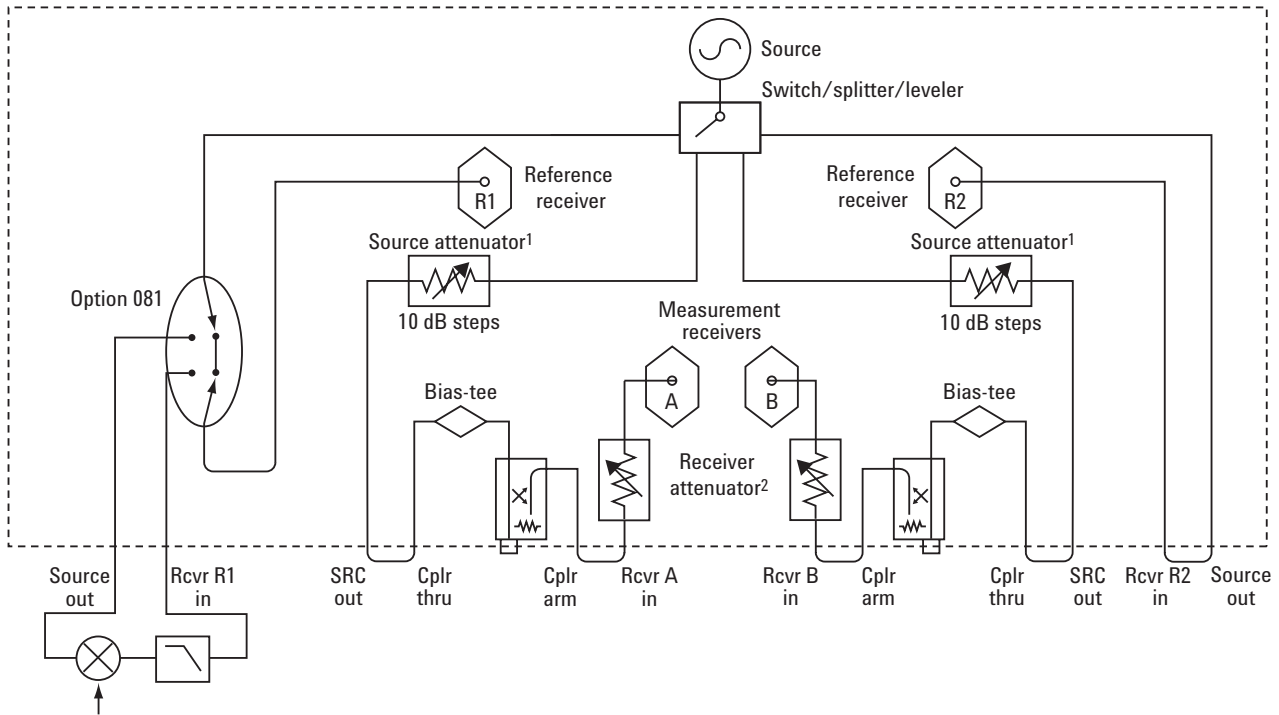 Source
Switch/splitter/leveler
Reference
receiver
R1
Reference
receiver
R2
Source attenuator¹
10 dB steps
Source attenuator¹
10 dB steps
Option 081
Measurement
receivers
A
B
Bias-tee
Bias-tee
Receiver
attenuator²
Source
out
Rcvr R1
in
SRC
out
Cplr
thru
Cplr
arm
Rcvr A
in
Rcvr B
in
Cplr
arm
Cplr
thru
SRC
out
Rcvr R2
in
Source
out